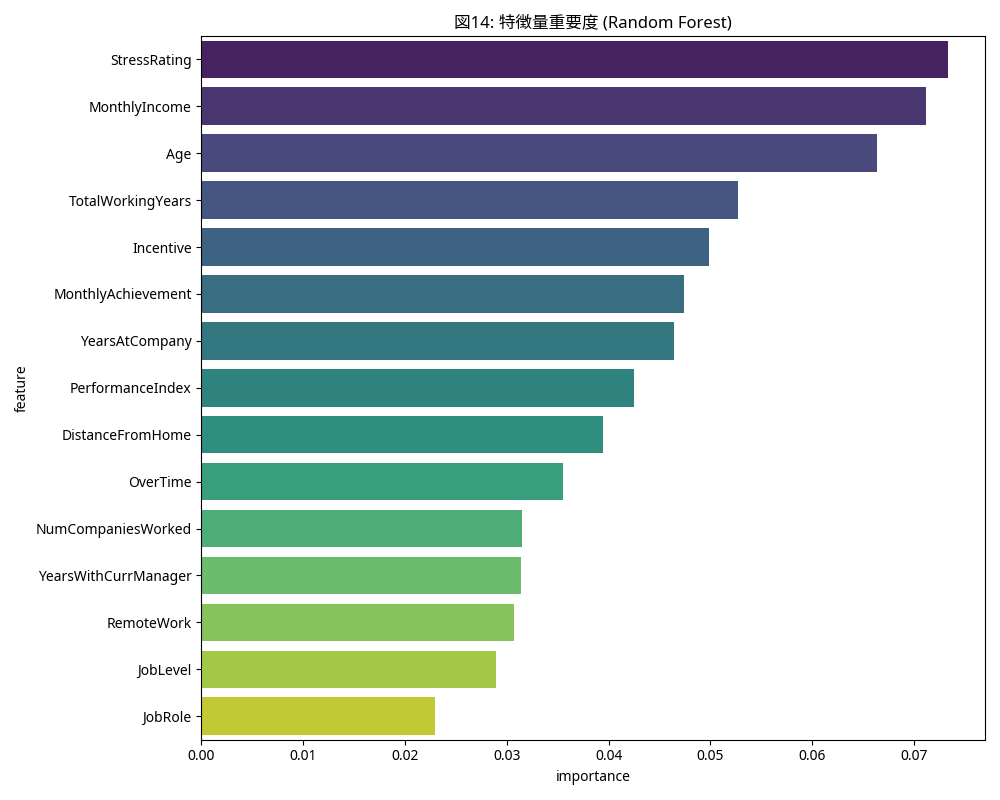 図14: 特徴量重要度 (Random Forest)
StressRating
MonthlyIncome
Age
TotalWorkingYears
Incentive
MonthlyAchievement
YearsAtCompany
PerformanceIndex
DistanceFromHome
OverTime
NumCompaniesWorked
YearsWithCurrManager
RemoteWork
JobLevel
JobRole
feature
0.00 0.01 0.02 0.03 0.04 0.05 0.06 0.07
importance